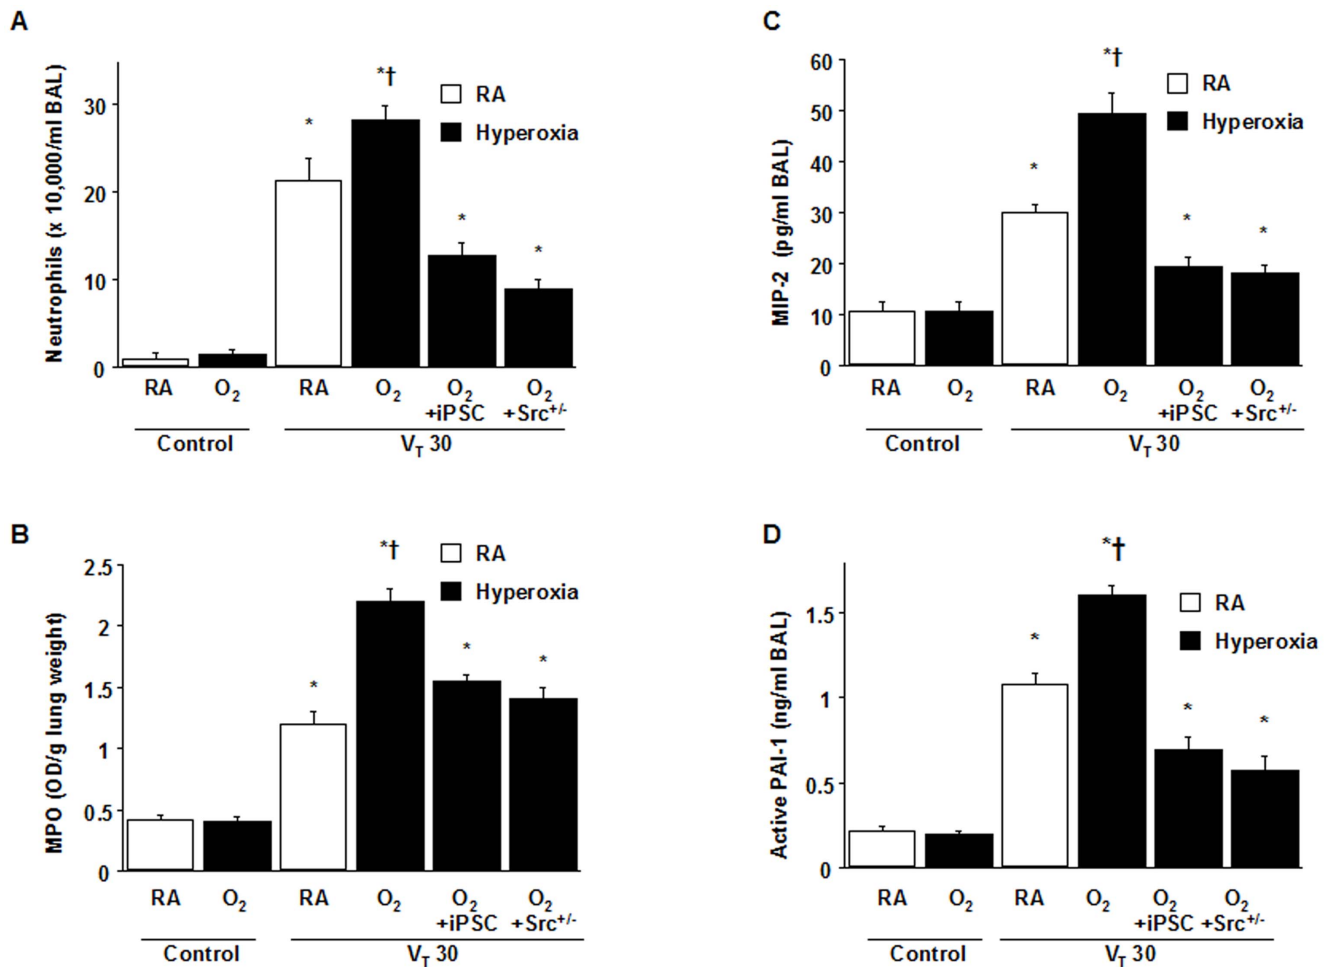 A
Neutrophils (x 10,000/ml BAL)
30
20
10
0
*
*†
*
*
RA
Hyperoxia
RA O₂ RA O₂ O₂ O₂
+iPSC +Src⁺/⁻
Control V_T 30
B
MPO (OD/g lung weight)
2.5
2
1.5
1
0.5
0
*
*†
*
*
RA
Hyperoxia
RA O₂ RA O₂ O₂ O₂
+iPSC +Src⁺/⁻
Control V_T 30
C
MIP-2 (pg/ml BAL)
60
50
40
30
20
10
0
*
*†
*
*
RA
Hyperoxia
RA O₂ RA O₂ O₂ O₂
+iPSC +Src⁺/⁻
Control V_T 30
D
Active PAI-1 (ng/ml BAL)
1.5
1
0.5
0
*
*†
*
*
RA
Hyperoxia
RA O₂ RA O₂ O₂ O₂
+iPSC +Src⁺/⁻
Control V_T 30